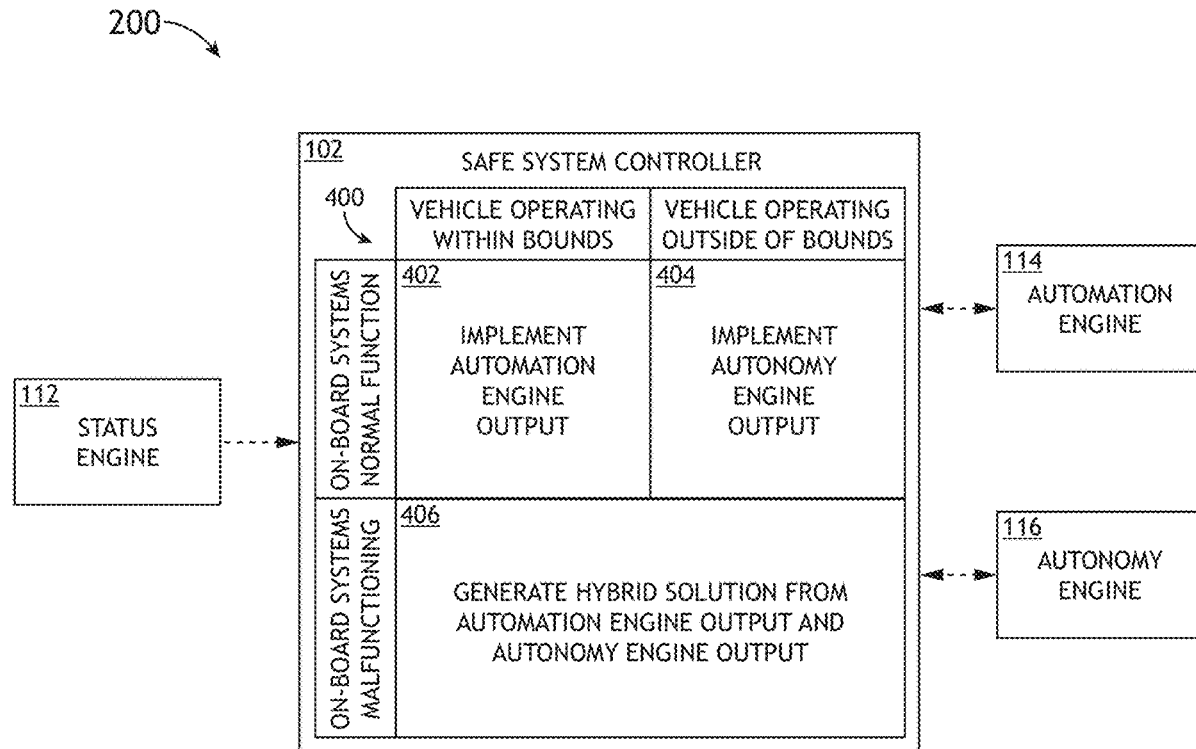 200
102
SAFE SYSTEM CONTROLLER
400
VEHICLE OPERATING
WITHIN BOUNDS
VEHICLE OPERATING
OUTSIDE OF BOUNDS
ON-BOARD SYSTEMS
NORMAL FUNCTION
402
IMPLEMENT
AUTOMATION
ENGINE
OUTPUT
404
IMPLEMENT
AUTONOMY
ENGINE
OUTPUT
114
AUTOMATION
ENGINE
112
STATUS
ENGINE
ON-BOARD SYSTEMS
MALFUNCTIONING
406
GENERATE HYBRID SOLUTION FROM
AUTOMATION ENGINE OUTPUT AND
AUTONOMY ENGINE OUTPUT
116
AUTONOMY
ENGINE